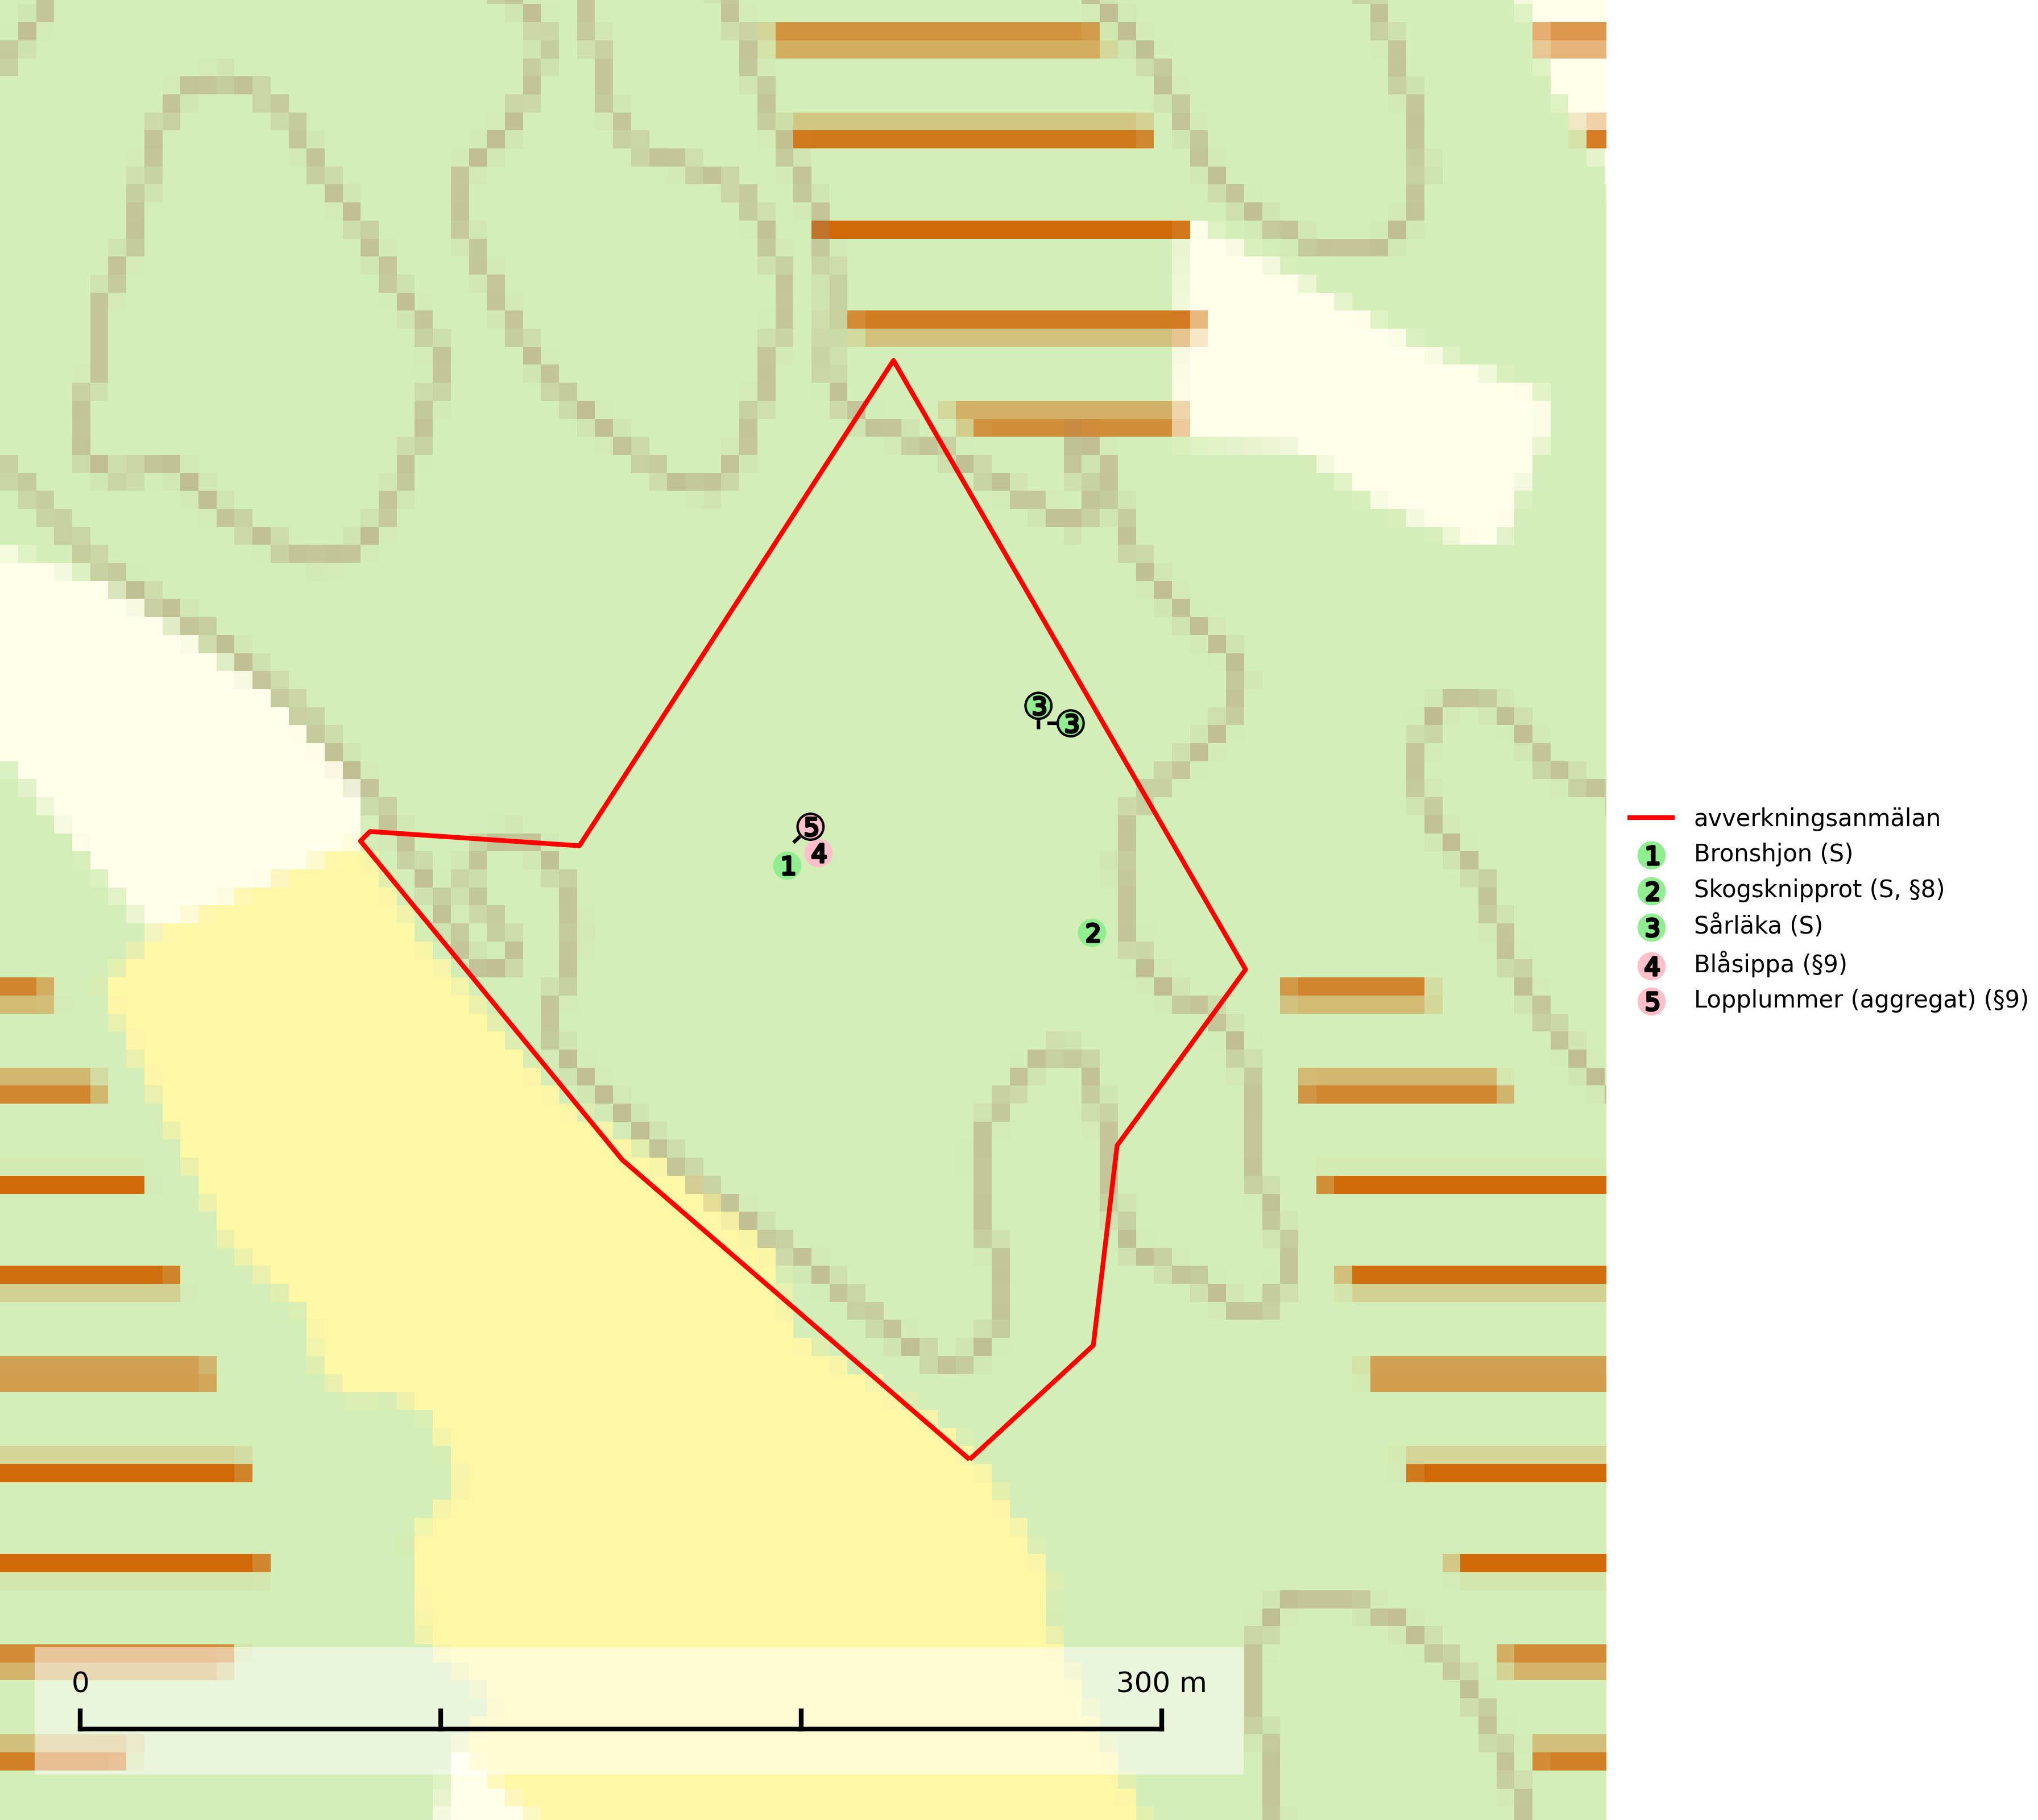 3
3
5
4
1
2
avverkningsanmälan
1 Bronshjon (S)
2 Skogsknipprot (S, §8)
3 Sårläka (S)
4 Blåsippa (§9)
5 Lopplummer (aggregat) (§9)
0 300 m